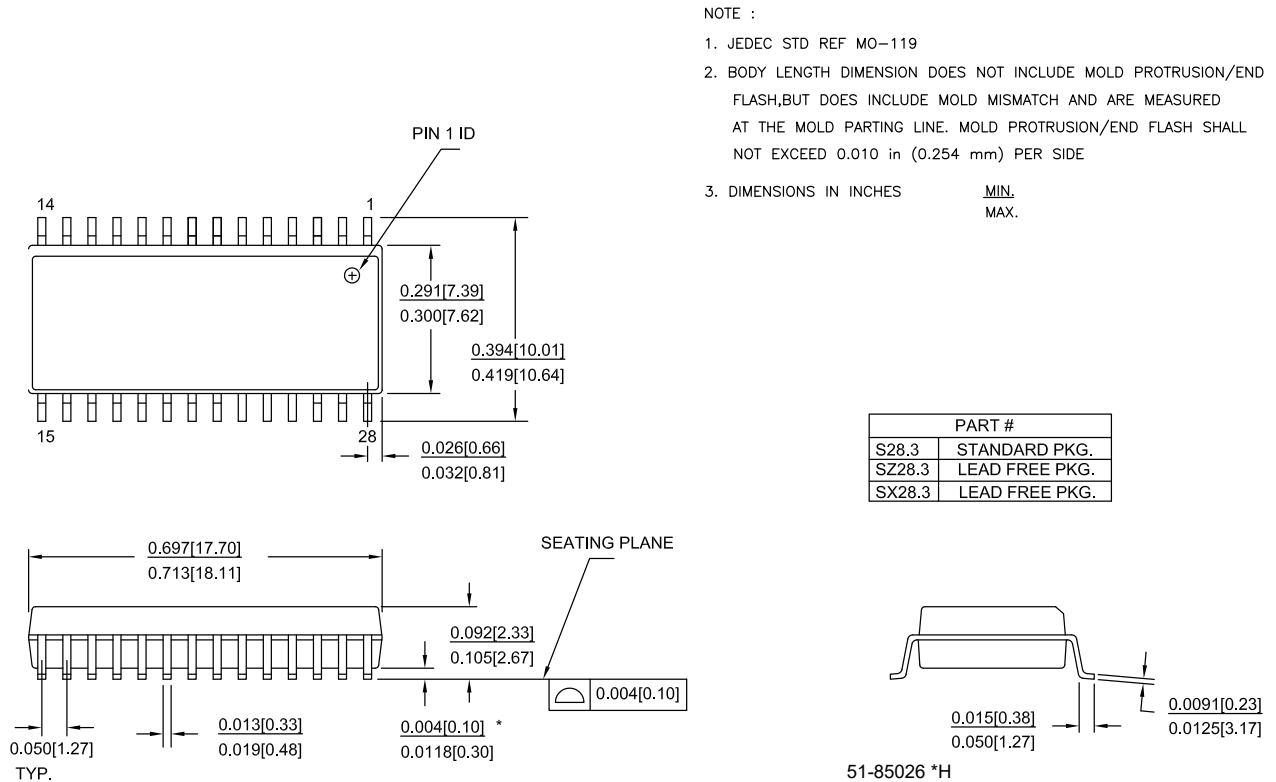 NOTE :
1. JEDEC STD REF MO-119
2. BODY LENGTH DIMENSION DOES NOT INCLUDE MOLD PROTRUSION/END
FLASH,BUT DOES INCLUDE MOLD MISMATCH AND ARE MEASURED
AT THE MOLD PARTING LINE. MOLD PROTRUSION/END FLASH SHALL
NOT EXCEED 0.010 in (0.254 mm) PER SIDE
3. DIMENSIONS IN INCHES MIN.
MAX.
PIN 1 ID
14 1
0.291[7.39]
0.300[7.62]
0.394[10.01]
0.419[10.64]
15 28
0.026[0.66]
0.032[0.81]
PART #
S28.3 STANDARD PKG.
SZ28.3 LEAD FREE PKG.
SX28.3 LEAD FREE PKG.
0.697[17.70]
0.713[18.11]
SEATING PLANE
0.092[2.33]
0.105[2.67]
0.004[0.10]
0.050[1.27]
TYP.
0.013[0.33]
0.019[0.48]
0.004[0.10] *
0.0118[0.30]
0.015[0.38]
0.050[1.27]
0.0091[0.23]
0.0125[3.17]
51-85026 *H